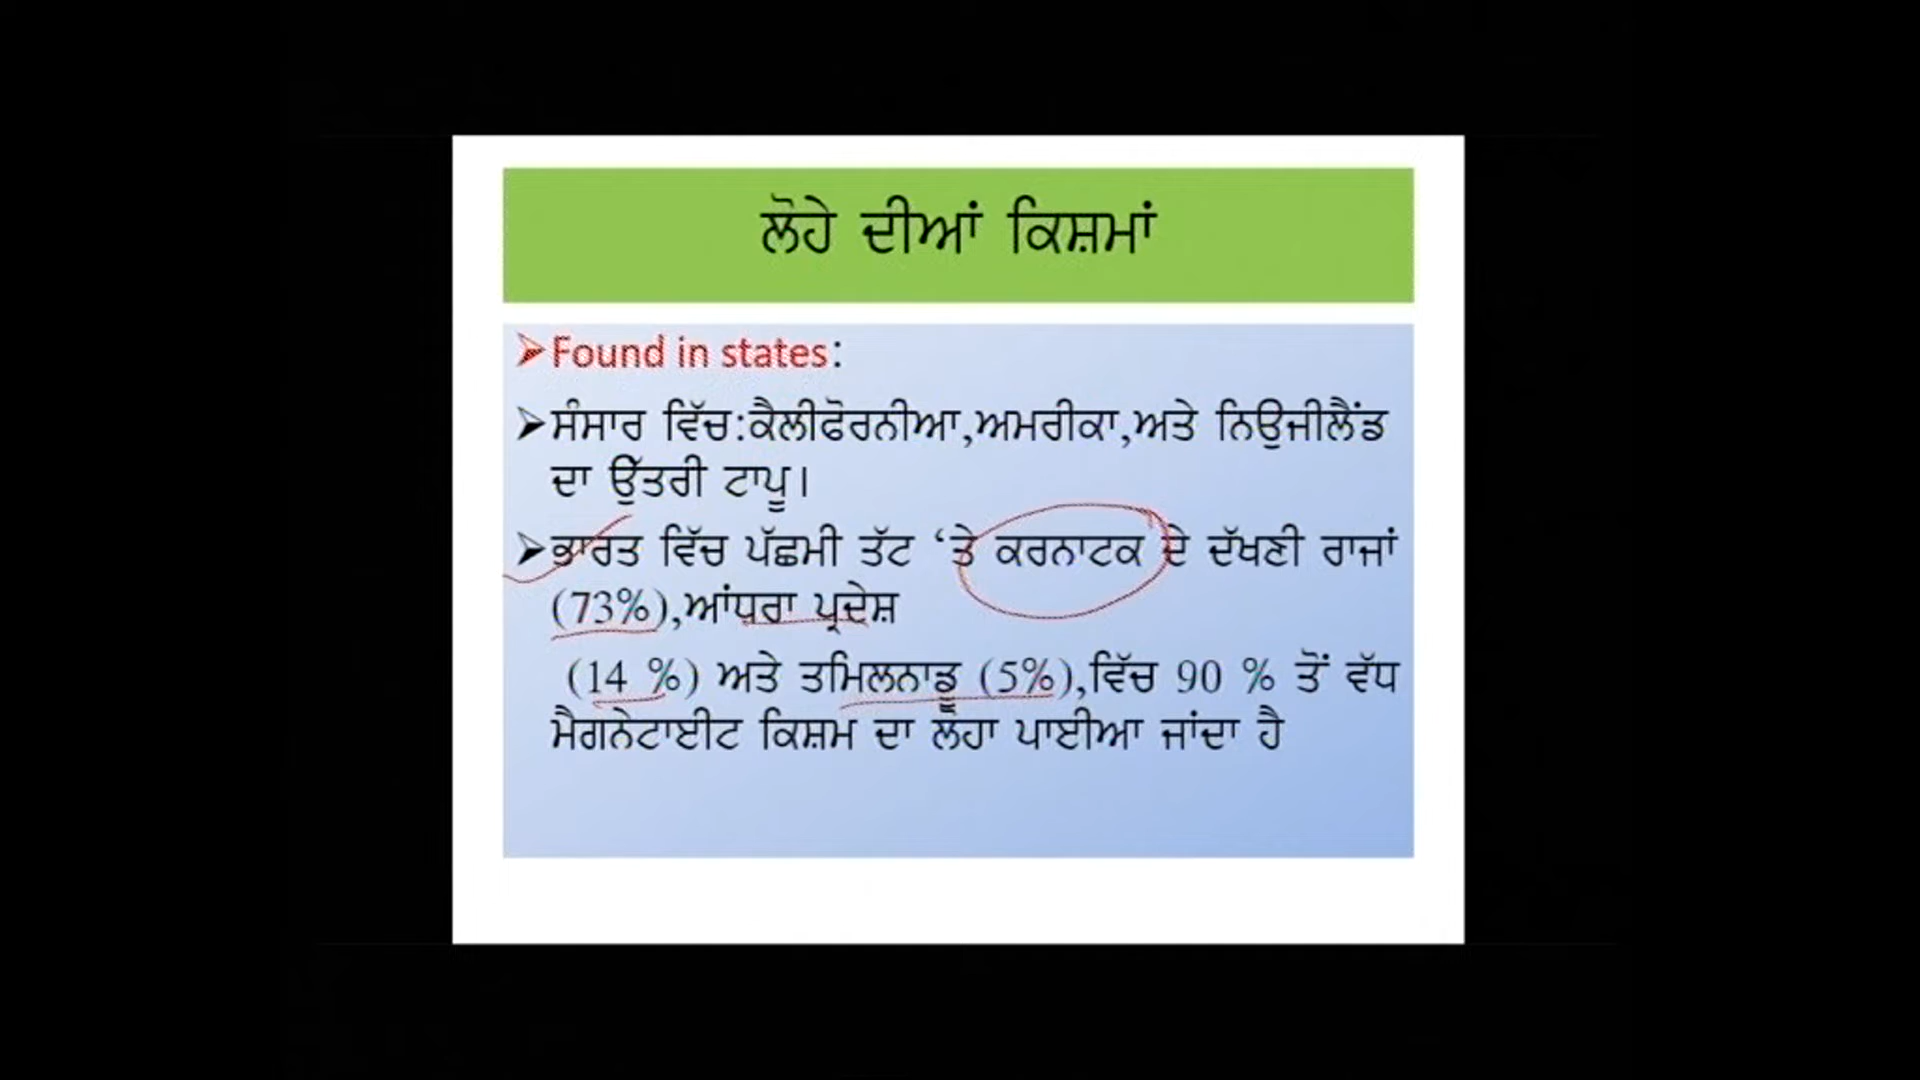 ਲੋਹੇ ਦੀਆਂ ਕਿਸ਼ਮਾਂ
➢Found in states:
➢ਸੰਸਾਰ ਵਿੱਚ:ਕੈਲੀਫੋਰਨੀਆ,ਅਮਰੀਕਾ,ਅਤੇ ਨਿਊਜੀਲੈਂਡ
ਦਾ ਉੱਤਰੀ ਟਾਪੂ।
➢ਭਾਰਤ ਵਿੱਚ ਪੱਛਮੀ ਤੱਟ ‘ਤੇ ਕਰਨਾਟਕ ਦੇ ਦੱਖਣੀ ਰਾਜਾਂ
(73%),ਆਂਧਰਾ ਪ੍ਰਦੇਸ਼
(14 %) ਅਤੇ ਤਮਿਲਨਾਡੂ (5%),ਵਿੱਚ 90 % ਤੋਂ ਵੱਧ
ਮੈਗਨੇਟਾਈਟ ਕਿਸ਼ਮ ਦਾ ਲੋਹਾ ਪਾਈਆ ਜਾਂਦਾ ਹੈ